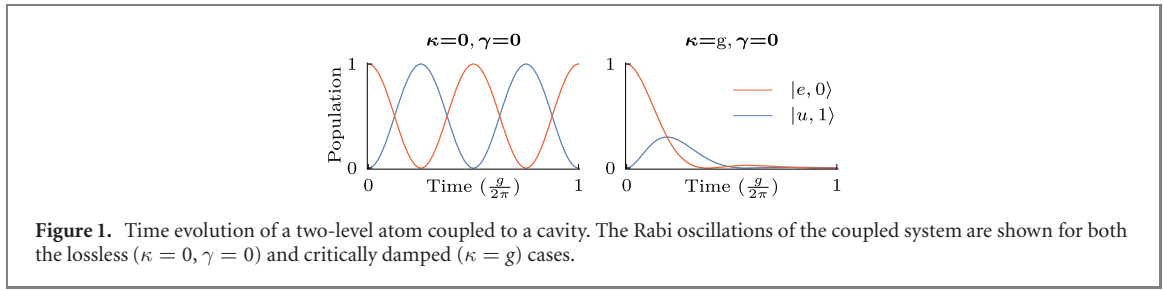 κ=0, γ=0
κ=g, γ=0
Population
1
0
0
Time (g/2π)
1
1
0
0
Time (g/2π)
1
|e, 0⟩
|u, 1⟩
Figure 1. Time evolution of a two-level atom coupled to a cavity. The Rabi oscillations of the coupled system are shown for both
the lossless (κ = 0, γ = 0) and critically damped (κ = g) cases.